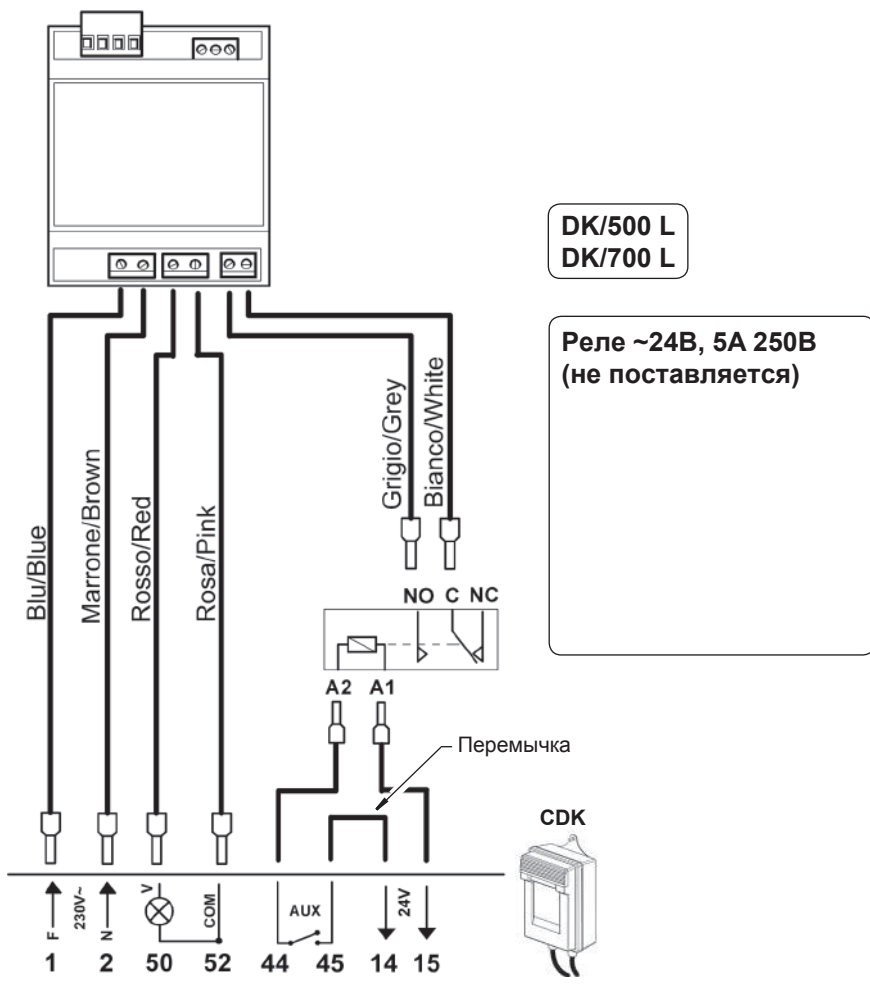 DK/500 L
DK/700 L
Реле ~24В, 5А 250В
(не поставляется)
Blu/Blue
Marrone/Brown
Rosso/Red
Rosa/Pink
Grigio/Grey
Bianco/White
NO C NC
A2 A1
Перемычка
CDK
F 230V~ N V COM AUX 24V
1 2 50 52 44 45 14 15